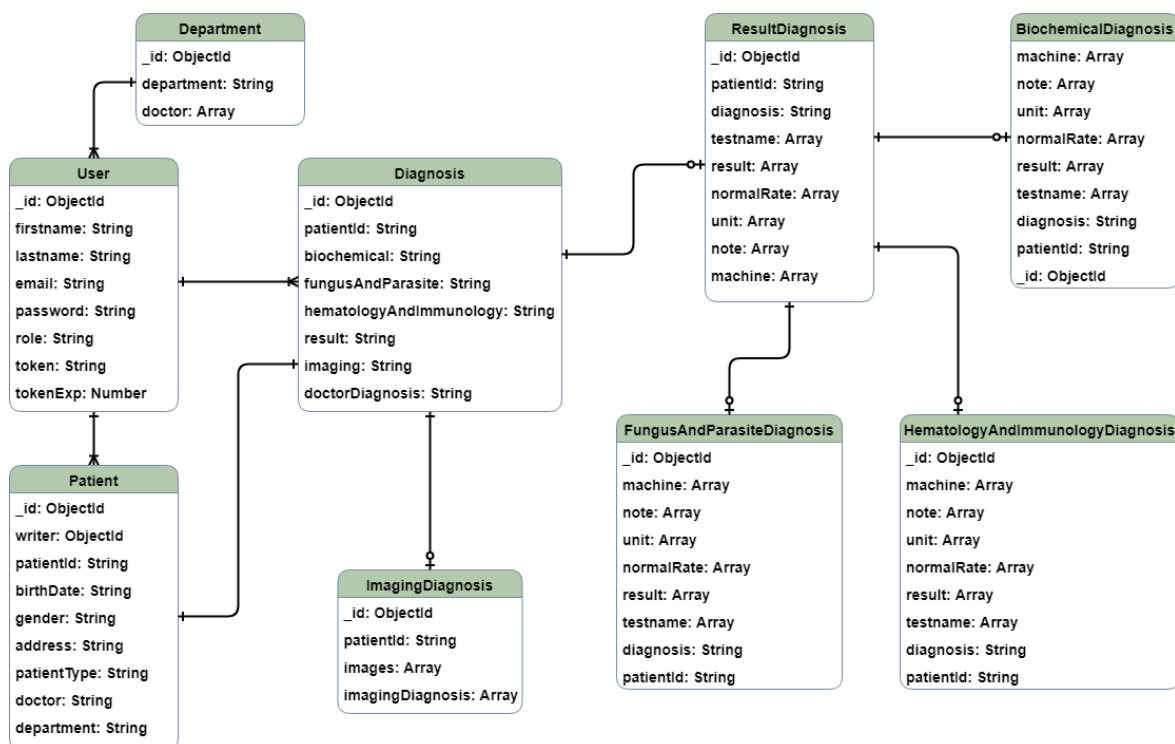 Department
_id: ObjectId
department: String
doctor: Array
User
_id: ObjectId
firstname: String
lastname: String
email: String
password: String
role: String
token: String
tokenExp: Number
Patient
_id: ObjectId
writer: ObjectId
patientId: String
birthDate: String
gender: String
address: String
patientType: String
doctor: String
department: String
Diagnosis
_id: ObjectId
patientId: String
biochemical: String
fungusAndParasite: String
hematologyAndImmunology: String
result: String
imaging: String
doctorDiagnosis: String
ImagingDiagnosis
_id: ObjectId
patientId: String
images: Array
imagingDiagnosis: Array
ResultDiagnosis
_id: ObjectId
patientId: String
diagnosis: String
testname: Array
result: Array
normalRate: Array
unit: Array
note: Array
machine: Array
BiochemicalDiagnosis
machine: Array
note: Array
unit: Array
normalRate: Array
result: Array
testname: Array
diagnosis: String
patientId: String
_id: ObjectId
FungusAndParasiteDiagnosis
_id: ObjectId
machine: Array
note: Array
unit: Array
normalRate: Array
result: Array
testname: Array
diagnosis: String
patientId: String
HematologyAndImmunologyDiagnosis
_id: ObjectId
machine: Array
note: Array
unit: Array
normalRate: Array
result: Array
testname: Array
diagnosis: String
patientId: String